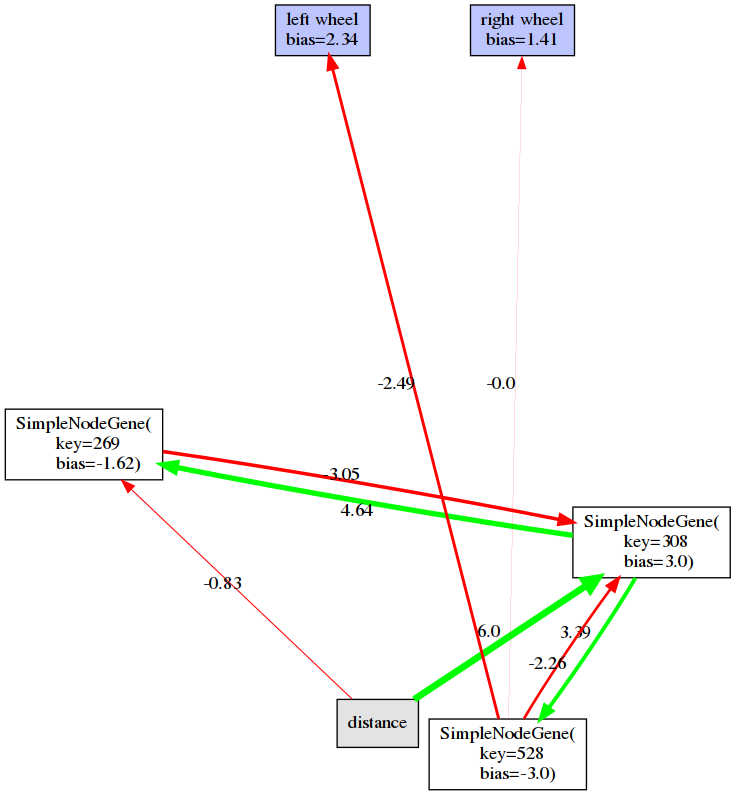 left wheel
bias=2.34
right wheel
bias=1.41
-2.49
-0.0
SimpleNodeGene(
key=269
bias=-1.62)
-3.05
4.64
SimpleNodeGene(
key=308
bias=3.0)
-0.83
6.0
3.39
-2.26
distance
SimpleNodeGene(
key=528
bias=-3.0)